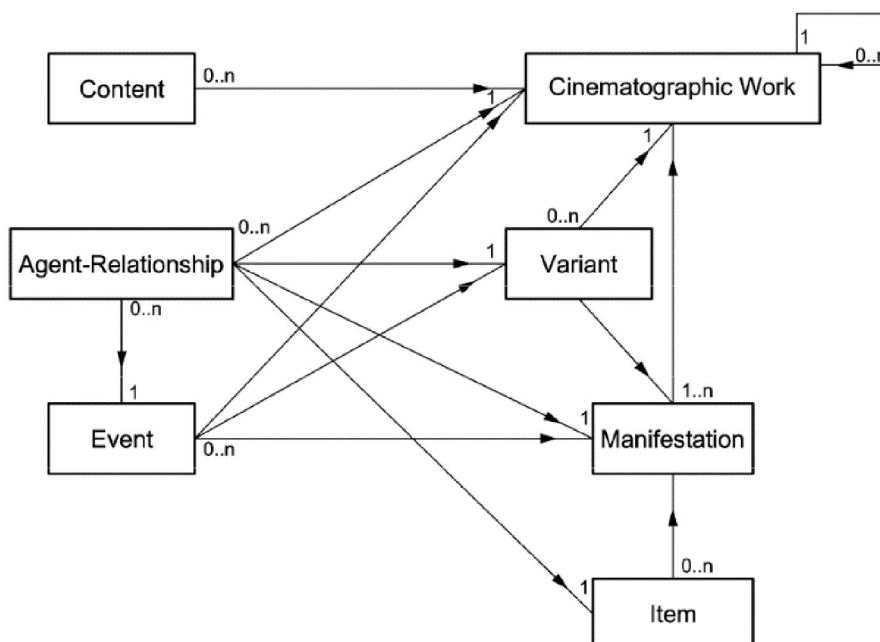 1
0..n
Content
0..n
1
Cinematographic Work
1
0..n
0..n
Agent-Relationship
1
Variant
0..n
1
1..n
Event
0..n
1
Manifestation
0..n
1
Item